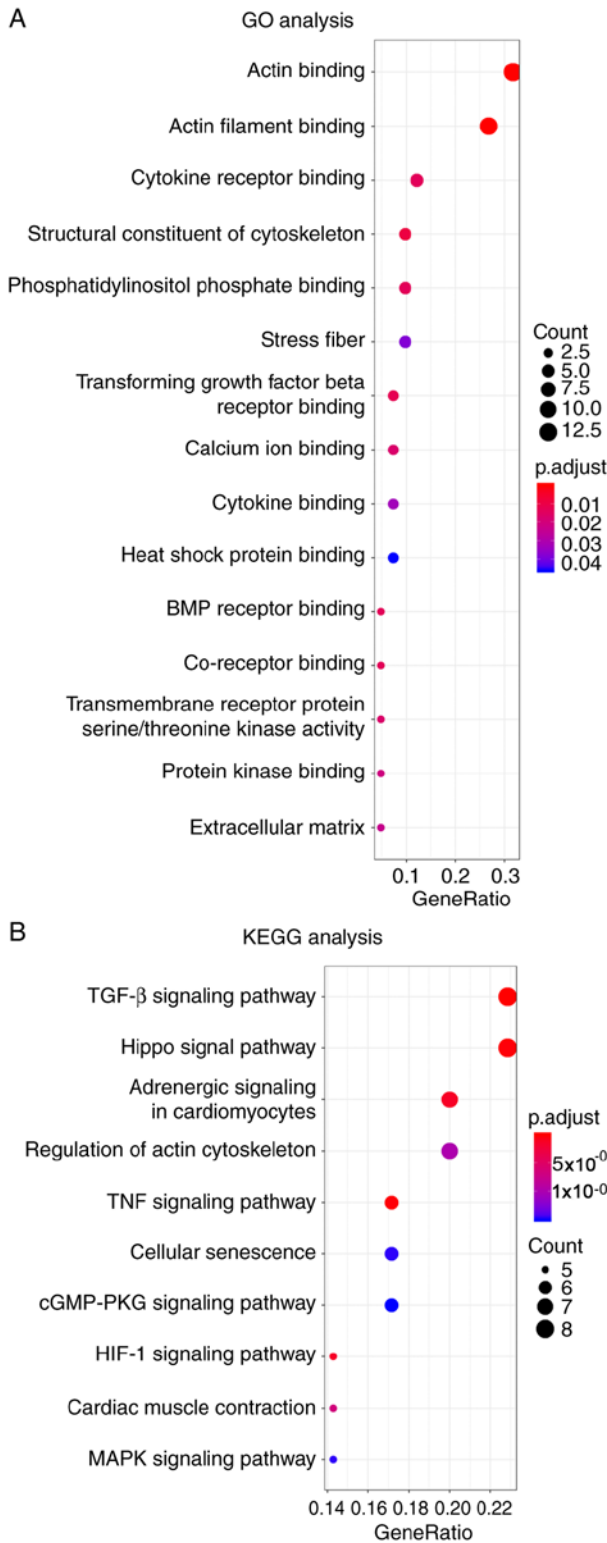 A
GO analysis
Actin binding
Actin filament binding
Cytokine receptor binding
Structural constituent of cytoskeleton
Phosphatidylinositol phosphate binding
Stress fiber
Transforming growth factor beta
receptor binding
Calcium ion binding
Cytokine binding
Heat shock protein binding
BMP receptor binding
Co-receptor binding
Transmembrane receptor protein
serine/threonine kinase activity
Protein kinase binding
Extracellular matrix
0.1 0.2 0.3
GeneRatio
Count
2.5
5.0
7.5
10.0
12.5
p.adjust
0.01
0.02
0.03
0.04
B
KEGG analysis
TGF-β signaling pathway
Hippo signal pathway
Adrenergic signaling
in cardiomyocytes
Regulation of actin cytoskeleton
TNF signaling pathway
Cellular senescence
cGMP-PKG signaling pathway
HIF-1 signaling pathway
Cardiac muscle contraction
MAPK signaling pathway
0.14 0.16 0.18 0.20 0.22
GeneRatio
p.adjust
5x10⁻⁰
1x10⁻⁰
Count
5
6
7
8